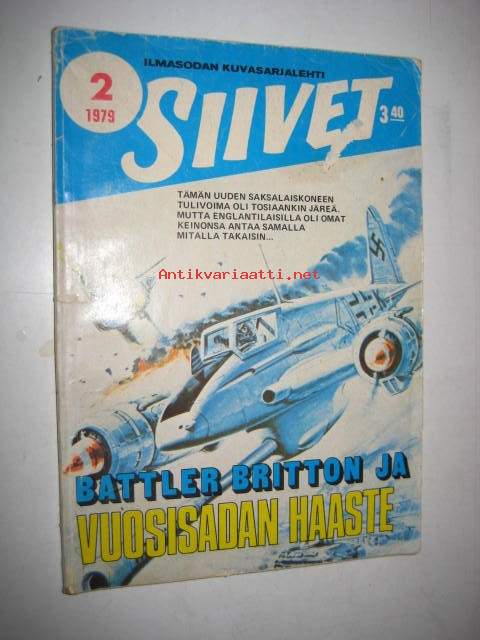 ILMASODAN KUVASARJALEHTI
2
1979
SIIVET
3.40
TÄMÄN UUDEN SAKSALAISKONEEN
TULIVOIMA OLI TOSIAANKIN JÄREÄ.
MUTTA ENGLANTILAISILLA OLI OMAT
KEINONSA ANTAA SAMALLA
MITALLA TAKAISIN...
Antikvariaatti.net
BATTLER BRITTON JA
VUOSISADAN HAASTE